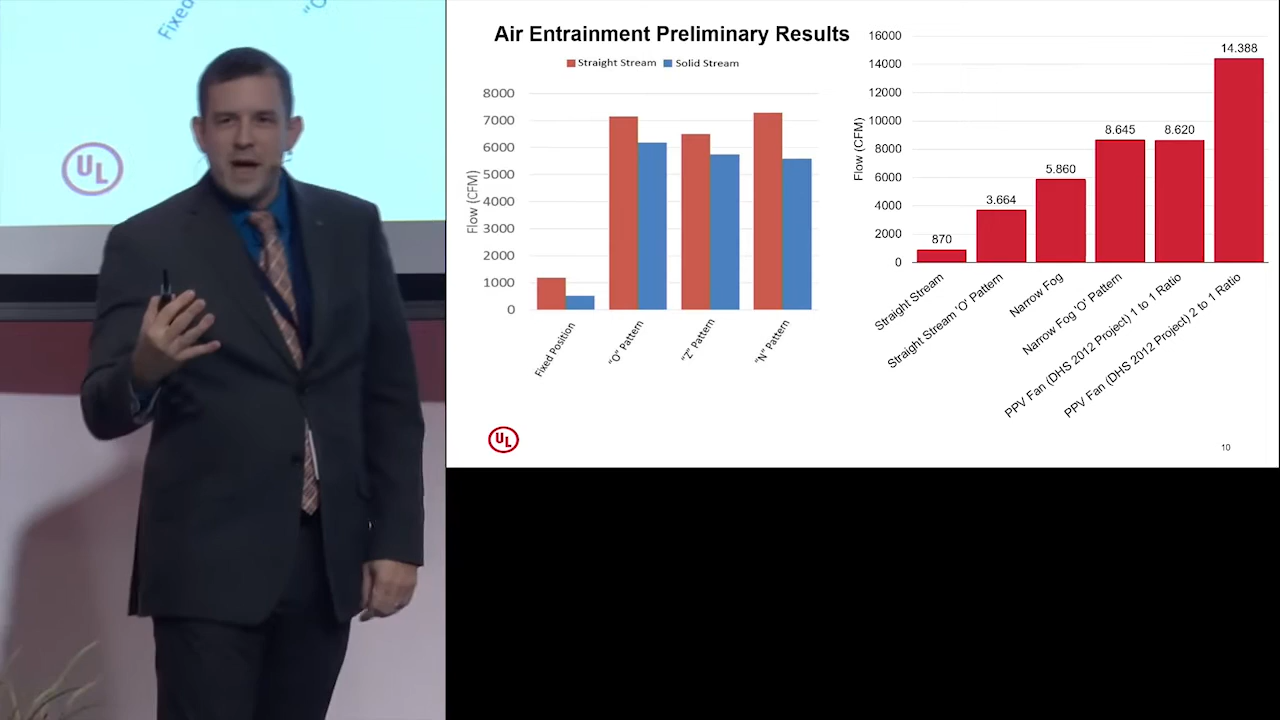 Fixed
"O
UL
Air Entrainment Preliminary Results
Straight Stream Solid Stream
8000
7000
6000
5000
4000
3000
2000
1000
0
Flow (CFM)
Fixed Position
"O" Pattern
"Z" Pattern
"N" Pattern
16000
14000
12000
10000
8000
6000
4000
2000
0
Flow (CFM)
870
3.664
5.860
8.645
8.620
14.388
Straight Stream
Straight Stream 'O' Pattern
Narrow Fog
Narrow Fog 'O' Pattern
PPV Fan (DHS 2012 Project) 1 to 1 Ratio
PPV Fan (DHS 2012 Project) 2 to 1 Ratio
UL
10